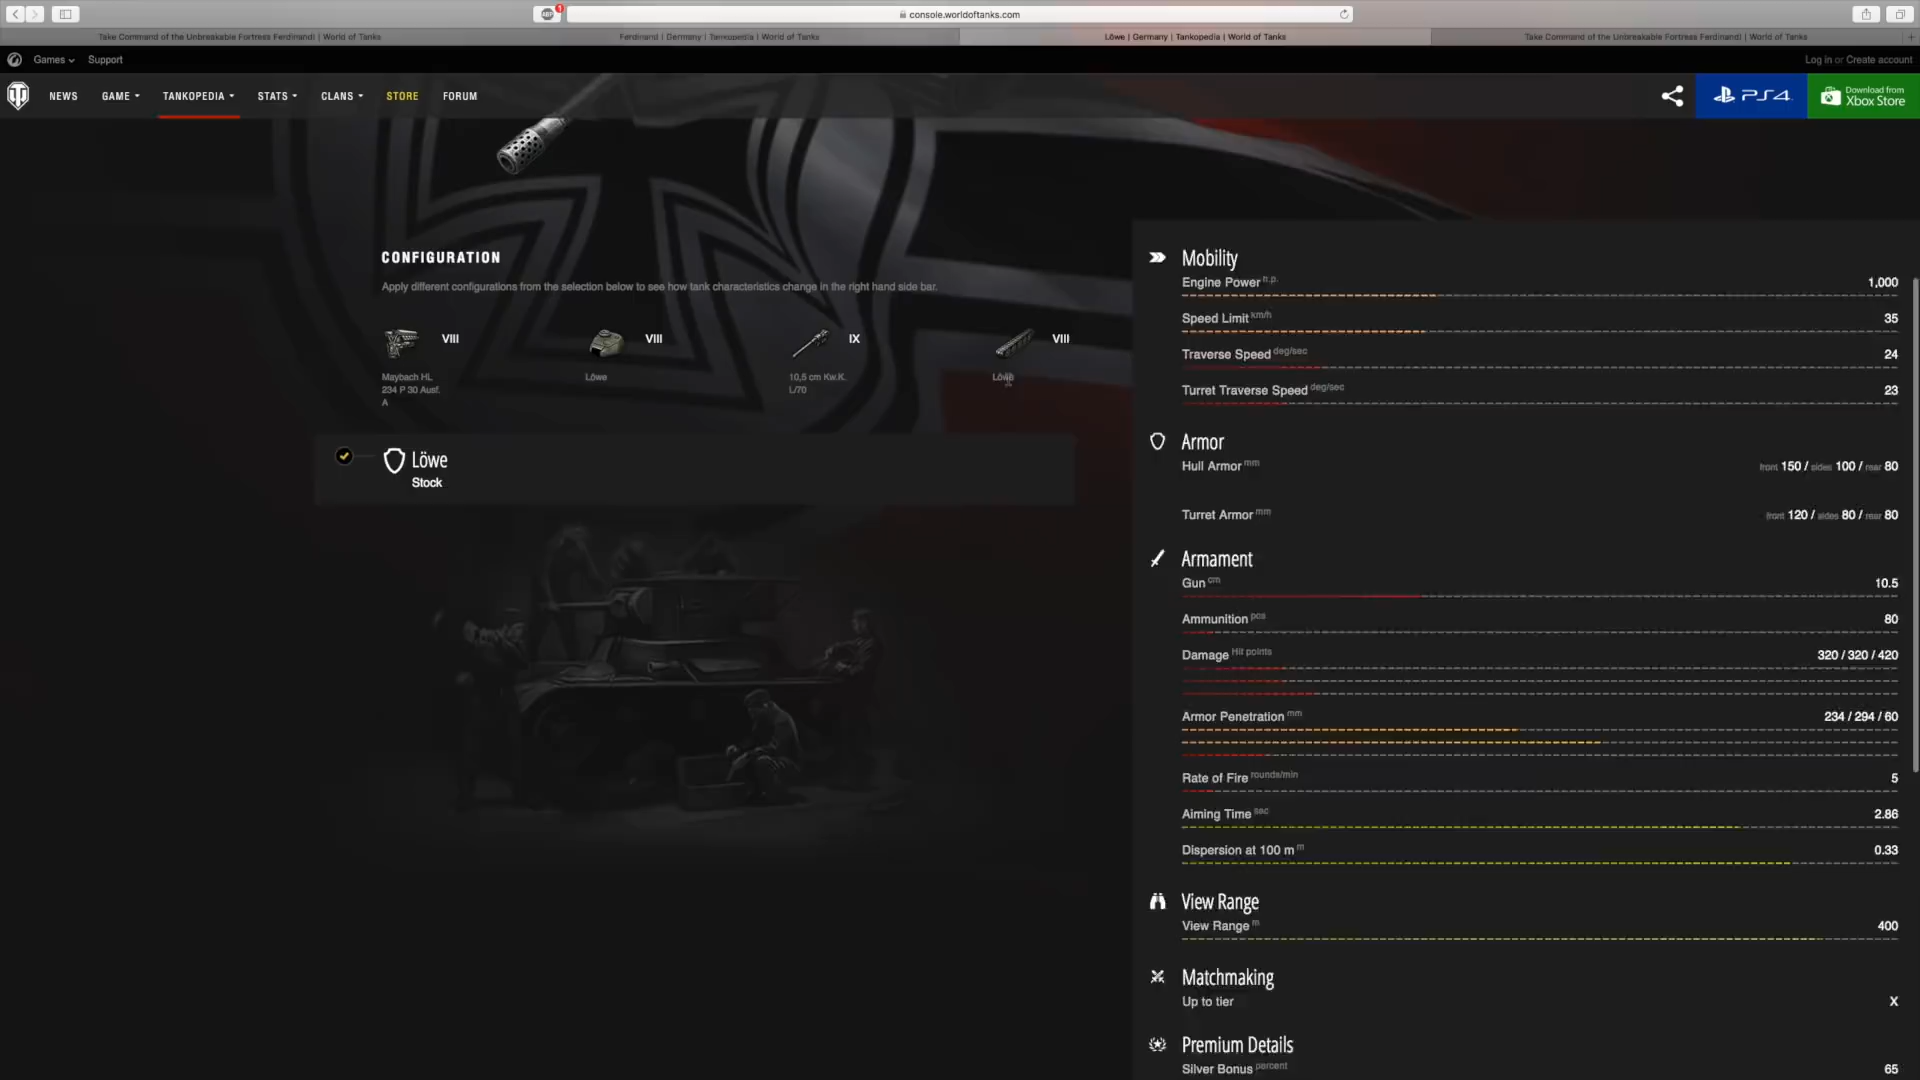 console.worldoftanks.com
Take Command of the Unbreakable Fortress Ferdinand! | World of Tanks
Ferdinand | Germany | Tankopedia | World of Tanks
Löwe | Germany | Tankopedia | World of Tanks
Take Command of the Unbreakable Fortress Ferdinand! | World of Tanks
Games Support
Log in or Create account
NEWS GAME TANKOPEDIA STATS CLANS STORE FORUM
PS4
Download from
Xbox Store
CONFIGURATION
Apply different configurations from the selection below to see how tank characteristics change in the right hand side bar.
VIII VIII IX VIII
Maybach HL
234 P 30 Ausf.
A
Löwe
10,5 cm Kw.K.
L/70
Löwe
Löwe
Stock
Mobility
Engine Power h.p. 1,000
Speed Limit km/h 35
Traverse Speed deg/sec 24
Turret Traverse Speed deg/sec 23
Armor
Hull Armor mm front 150 / sides 100 / rear 80
Turret Armor mm front 120 / sides 80 / rear 80
Armament
Gun cm 10.5
Ammunition pcs 80
Damage Hit points 320 / 320 / 420
Armor Penetration mm 234 / 294 / 60
Rate of Fire rounds/min 5
Aiming Time sec 2.86
Dispersion at 100 m m 0.33
View Range
View Range m 400
Matchmaking
Up to tier X
Premium Details
Silver Bonus percent 65